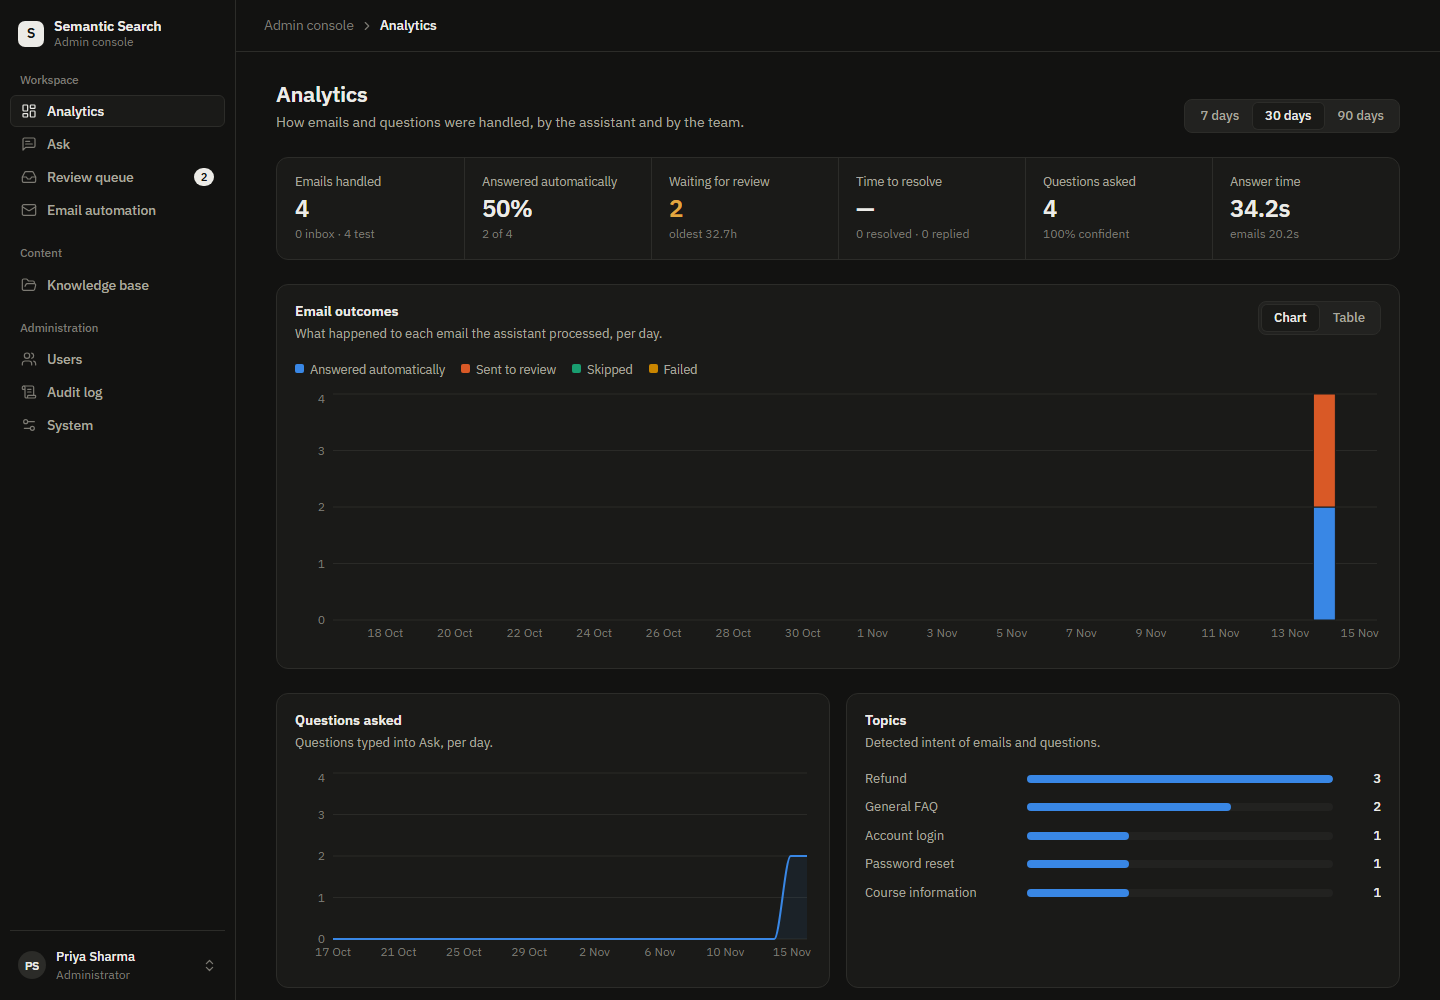 S
Semantic Search
Admin console
Workspace
Analytics
Ask
Review queue 2
Email automation
Content
Knowledge base
Administration
Users
Audit log
System
PS
Priya Sharma
Administrator
Admin console > Analytics
Analytics
How emails and questions were handled, by the assistant and by the team.
7 days 30 days 90 days
Emails handled
4
0 inbox · 4 test
Answered automatically
50%
2 of 4
Waiting for review
2
oldest 32.7h
Time to resolve
—
0 resolved · 0 replied
Questions asked
4
100% confident
Answer time
34.2s
emails 20.2s
Email outcomes
What happened to each email the assistant processed, per day.
Chart Table
Answered automatically Sent to review Skipped Failed
4
3
2
1
0
18 Oct 20 Oct 22 Oct 24 Oct 26 Oct 28 Oct 30 Oct 1 Nov 3 Nov 5 Nov 7 Nov 9 Nov 11 Nov 13 Nov 15 Nov
Questions asked
Questions typed into Ask, per day.
4
3
2
1
0
17 Oct 21 Oct 25 Oct 29 Oct 2 Nov 6 Nov 10 Nov 15 Nov
Topics
Detected intent of emails and questions.
Refund 3
General FAQ 2
Account login 1
Password reset 1
Course information 1